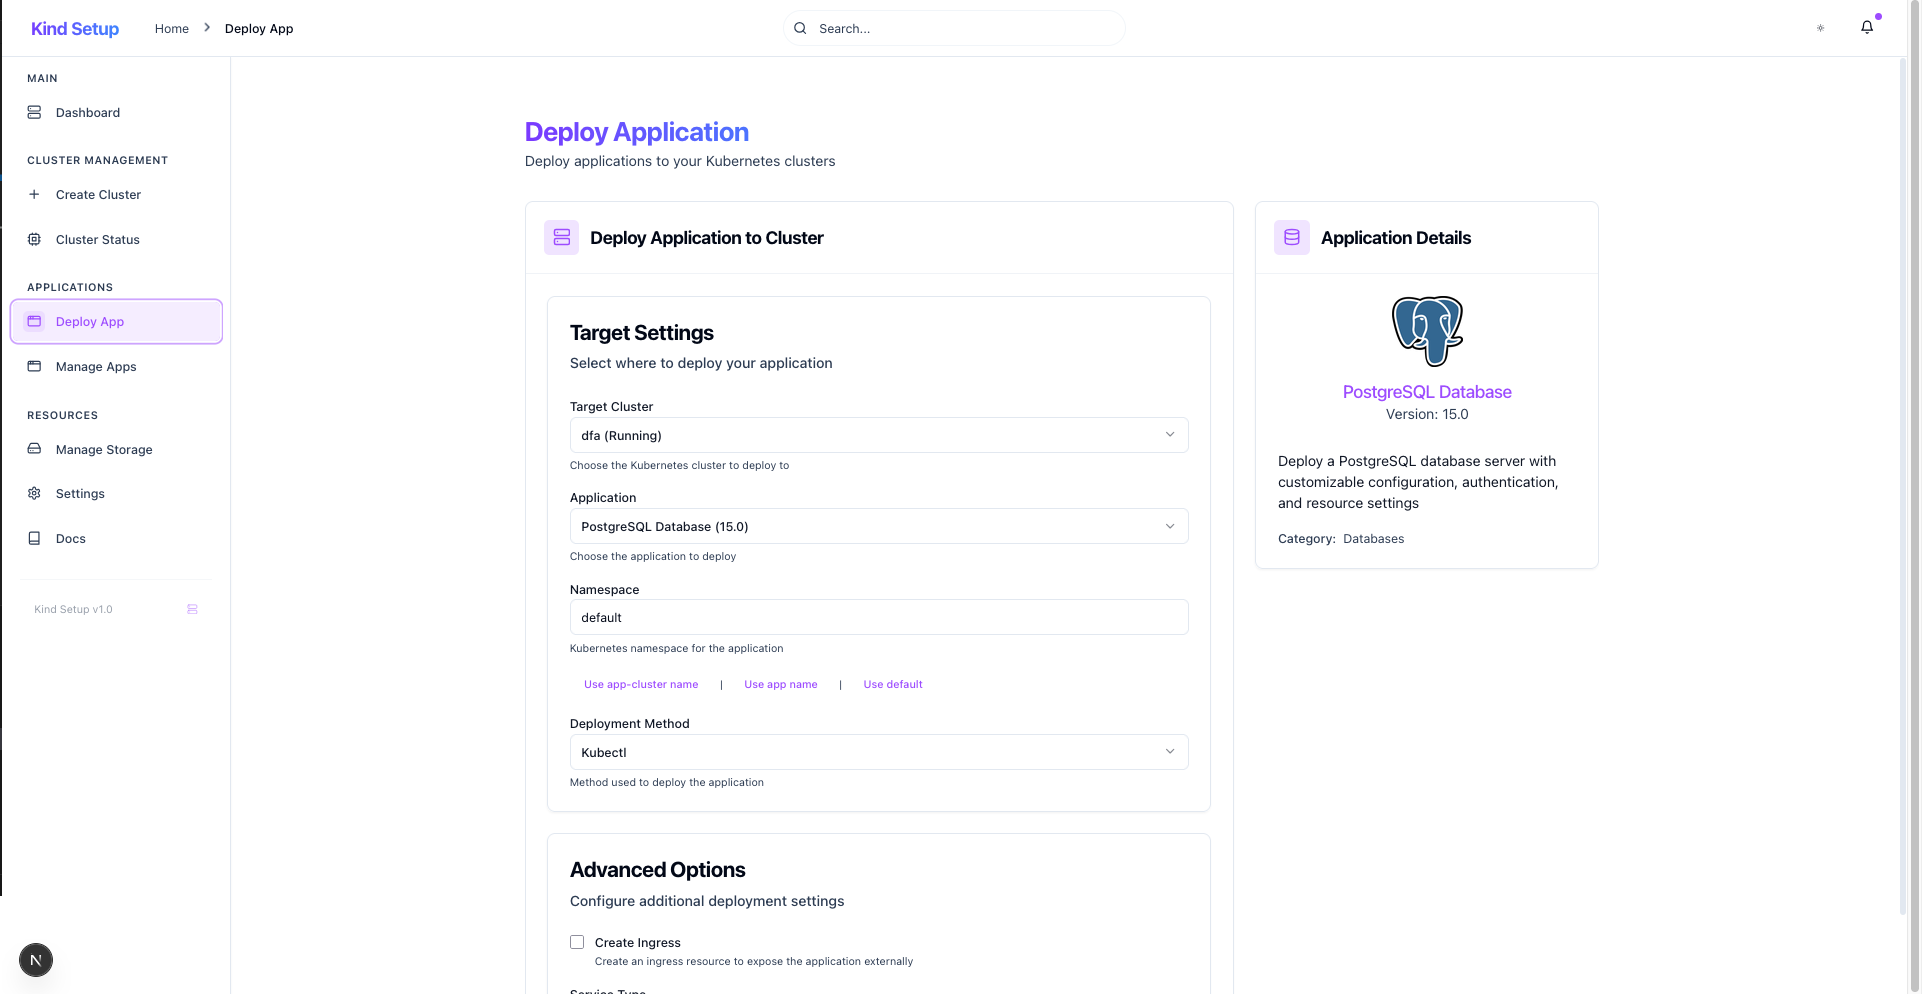 Kind Setup
Home
Deploy App
Search...
MAIN
Dashboard
CLUSTER MANAGEMENT
Create Cluster
Cluster Status
APPLICATIONS
Deploy App
Manage Apps
RESOURCES
Manage Storage
Settings
Docs
Kind Setup v1.0
N
Deploy Application
Deploy applications to your Kubernetes clusters
Deploy Application to Cluster
Target Settings
Select where to deploy your application
Target Cluster
dfa (Running)
Choose the Kubernetes cluster to deploy to
Application
PostgreSQL Database (15.0)
Choose the application to deploy
Namespace
default
Kubernetes namespace for the application
Use app-cluster name | Use app name | Use default
Deployment Method
Kubectl
Method used to deploy the application
Advanced Options
Configure additional deployment settings
Create Ingress
Create an ingress resource to expose the application externally
Service Type
Application Details
PostgreSQL Database
Version: 15.0
Deploy a PostgreSQL database server with
customizable configuration, authentication,
and resource settings
Category: Databases